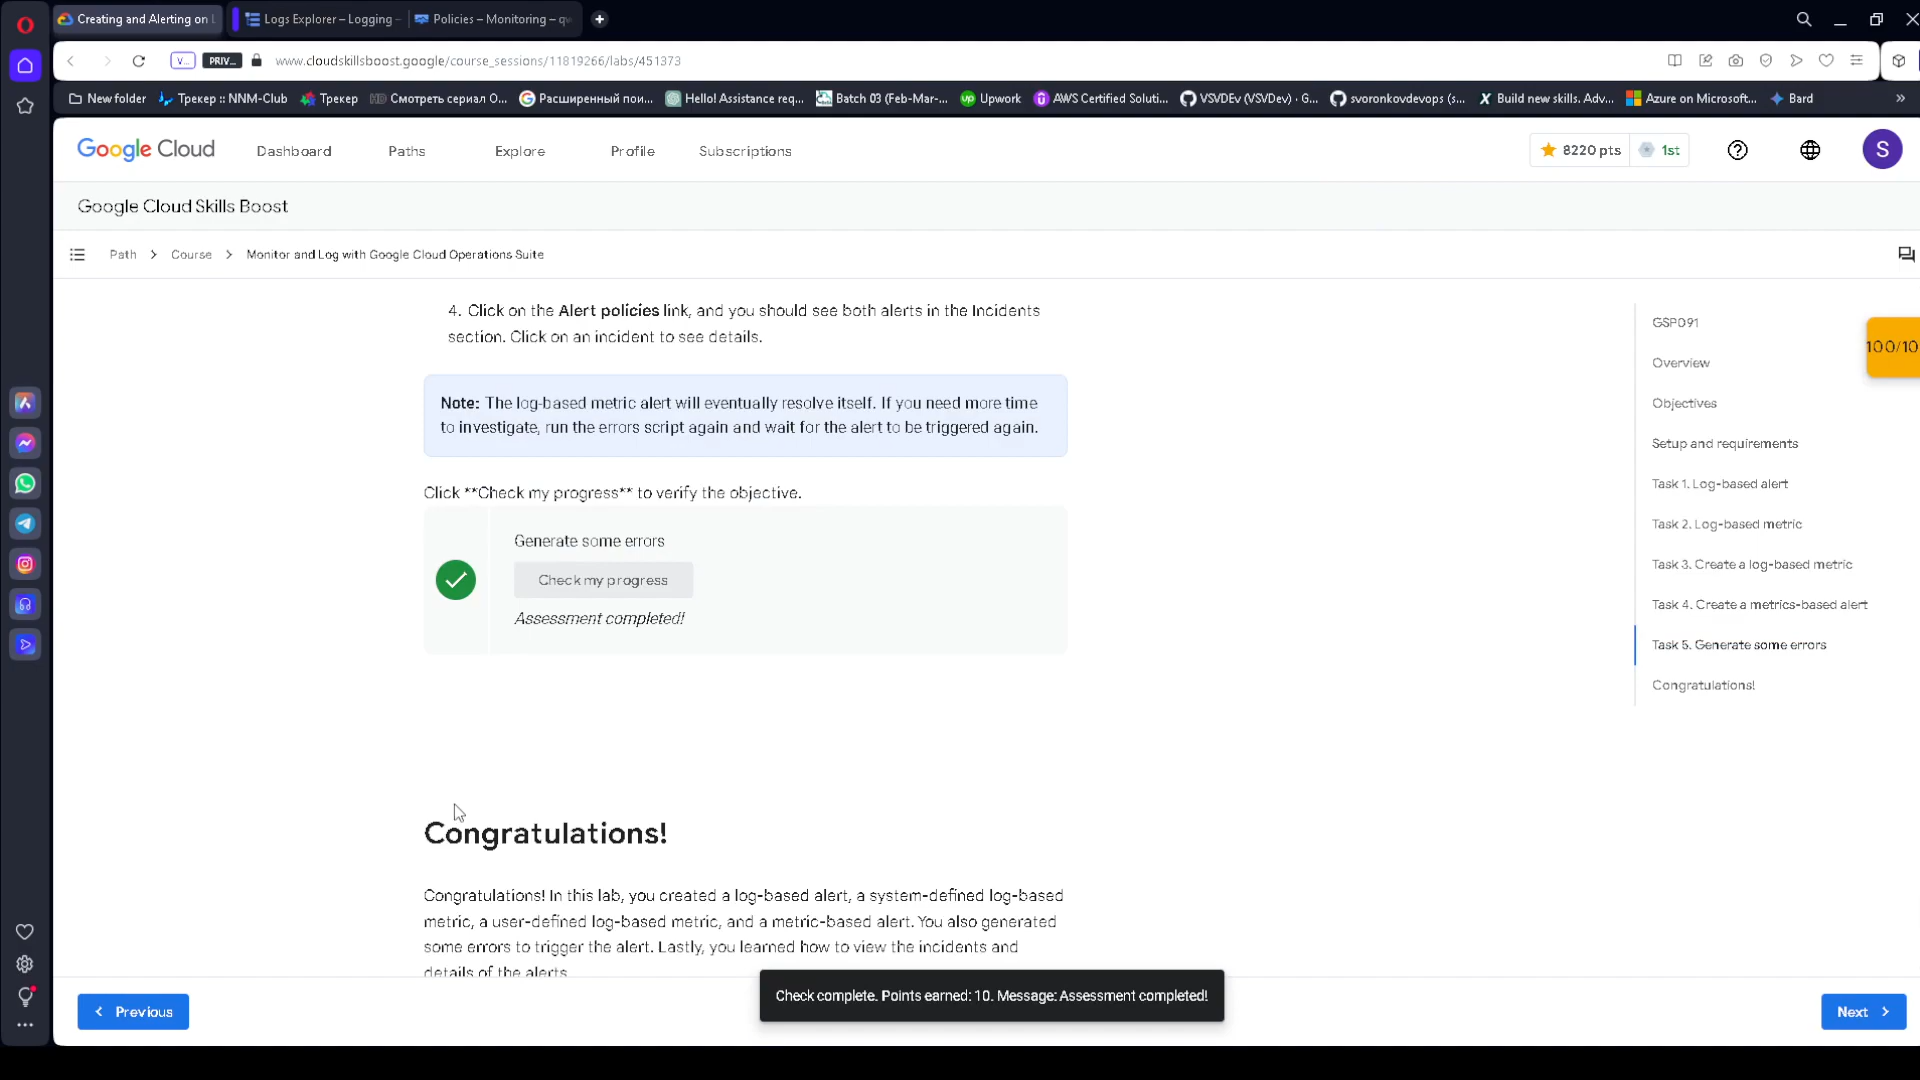 Creating and Alerting on L
Logs Explorer – Logging –
Policies – Monitoring – qw
V...
PRIV...
www.cloudskillsboost.google/course_sessions/11819266/labs/451373
New folder
Трекер :: NNM-Club
Трекер
HD Смотреть сериал О...
Расширенный пои...
Hello! Assistance req...
Batch 03 (Feb-Mar-...
up Upwork
AWS Certified Soluti...
VSVDEv (VSVDev) · G...
svoronkovdevops (s...
X Build new skills. Adv...
Azure on Microsoft...
Bard
Google Cloud
Dashboard
Paths
Explore
Profile
Subscriptions
8220 pts
1st
S
Google Cloud Skills Boost
Path
Course
Monitor and Log with Google Cloud Operations Suite
4. Click on the Alert policies link, and you should see both alerts in the Incidents
section. Click on an incident to see details.
Note: The log-based metric alert will eventually resolve itself. If you need more time
to investigate, run the errors script again and wait for the alert to be triggered again.
Click **Check my progress** to verify the objective.
Generate some errors
Check my progress
Assessment completed!
Congratulations!
Congratulations! In this lab, you created a log-based alert, a system-defined log-based
metric, a user-defined log-based metric, and a metric-based alert. You also generated
some errors to trigger the alert. Lastly, you learned how to view the incidents and
details of the alerts.
GSP091
Overview
Objectives
Setup and requirements
Task 1. Log-based alert
Task 2. Log-based metric
Task 3. Create a log-based metric
Task 4. Create a metrics-based alert
Task 5. Generate some errors
Congratulations!
100/10
Previous
Check complete. Points earned: 10. Message: Assessment completed!
Next